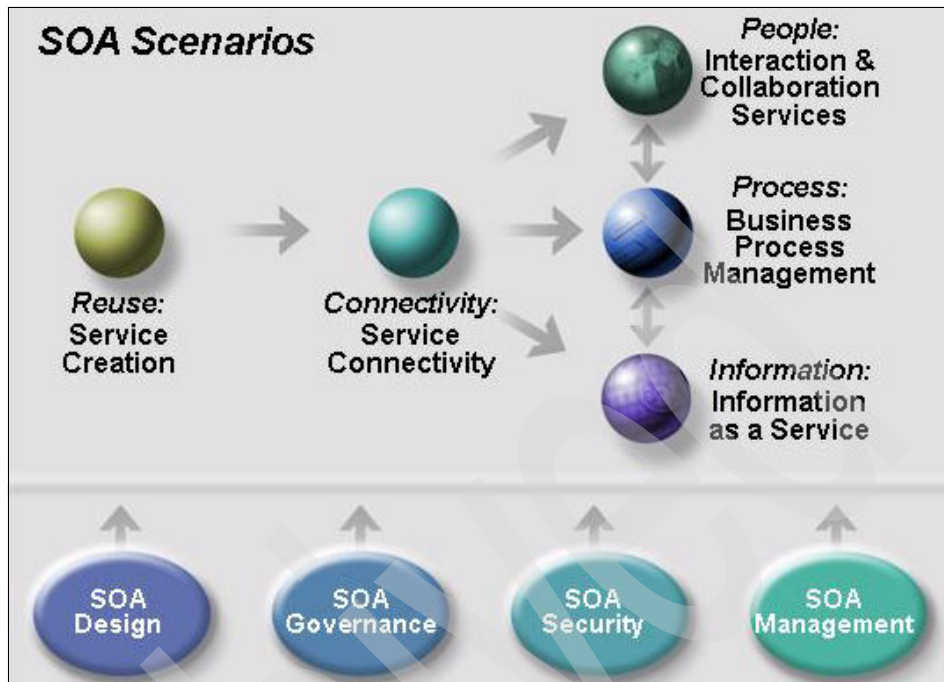 SOA Scenarios
People:
Interaction &
Collaboration
Services
Process:
Business
Process
Management
Reuse:
Service
Creation
Connectivity:
Service
Connectivity
Information:
Information
as a Service
SOA
Design
SOA
Governance
SOA
Security
SOA
Management